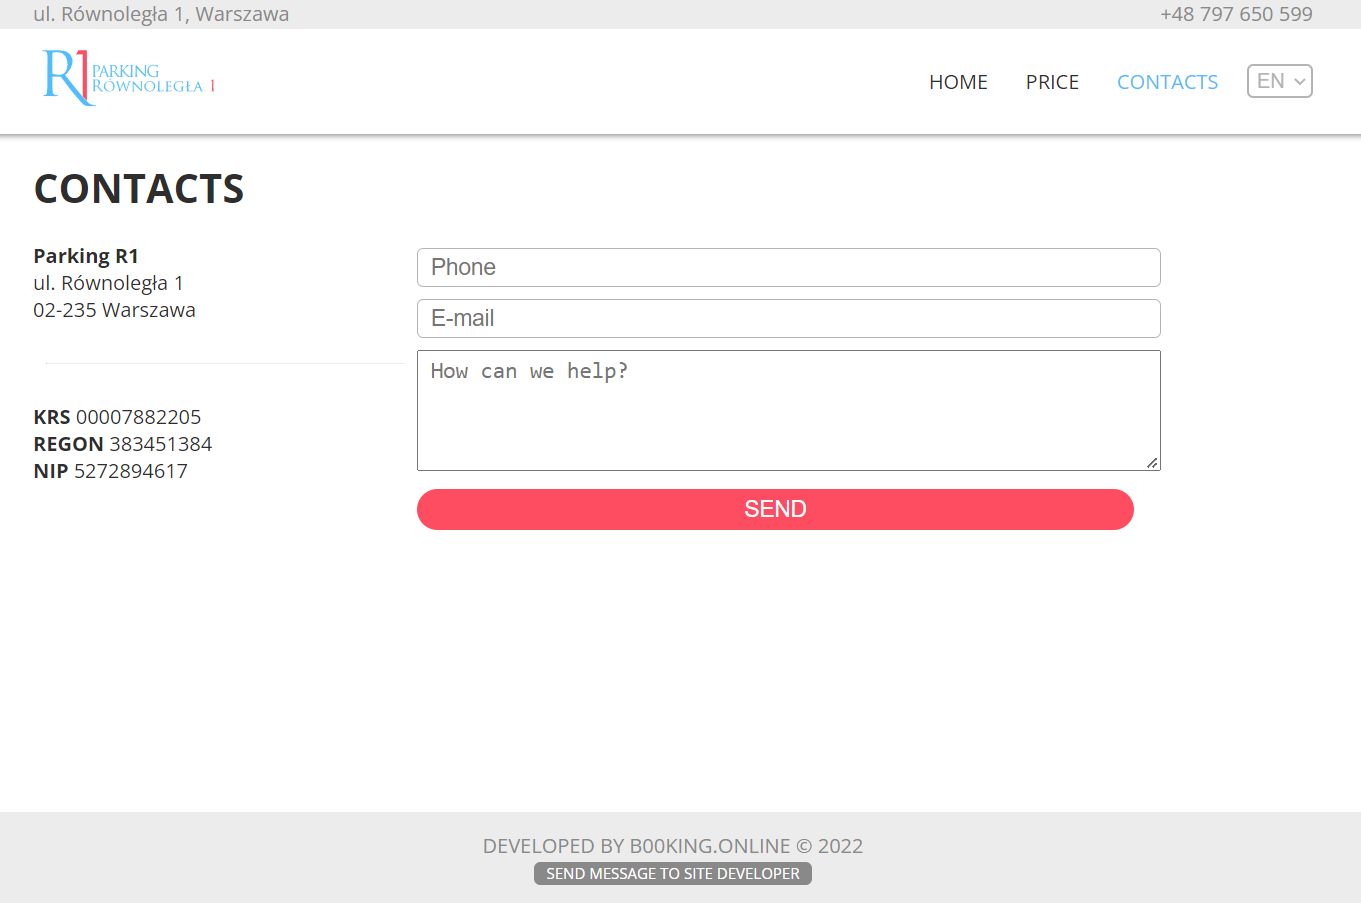 ul. Równoległa 1, Warszawa
+48 797 650 599
R1 PARKING
RÓWNOLEGŁA 1
HOME
PRICE
CONTACTS
EN
CONTACTS
Parking R1
ul. Równoległa 1
02-235 Warszawa
KRS 00007882205
REGON 383451384
NIP 5272894617
Phone
E-mail
How can we help?
SEND
DEVELOPED BY B00KING.ONLINE © 2022
SEND MESSAGE TO SITE DEVELOPER